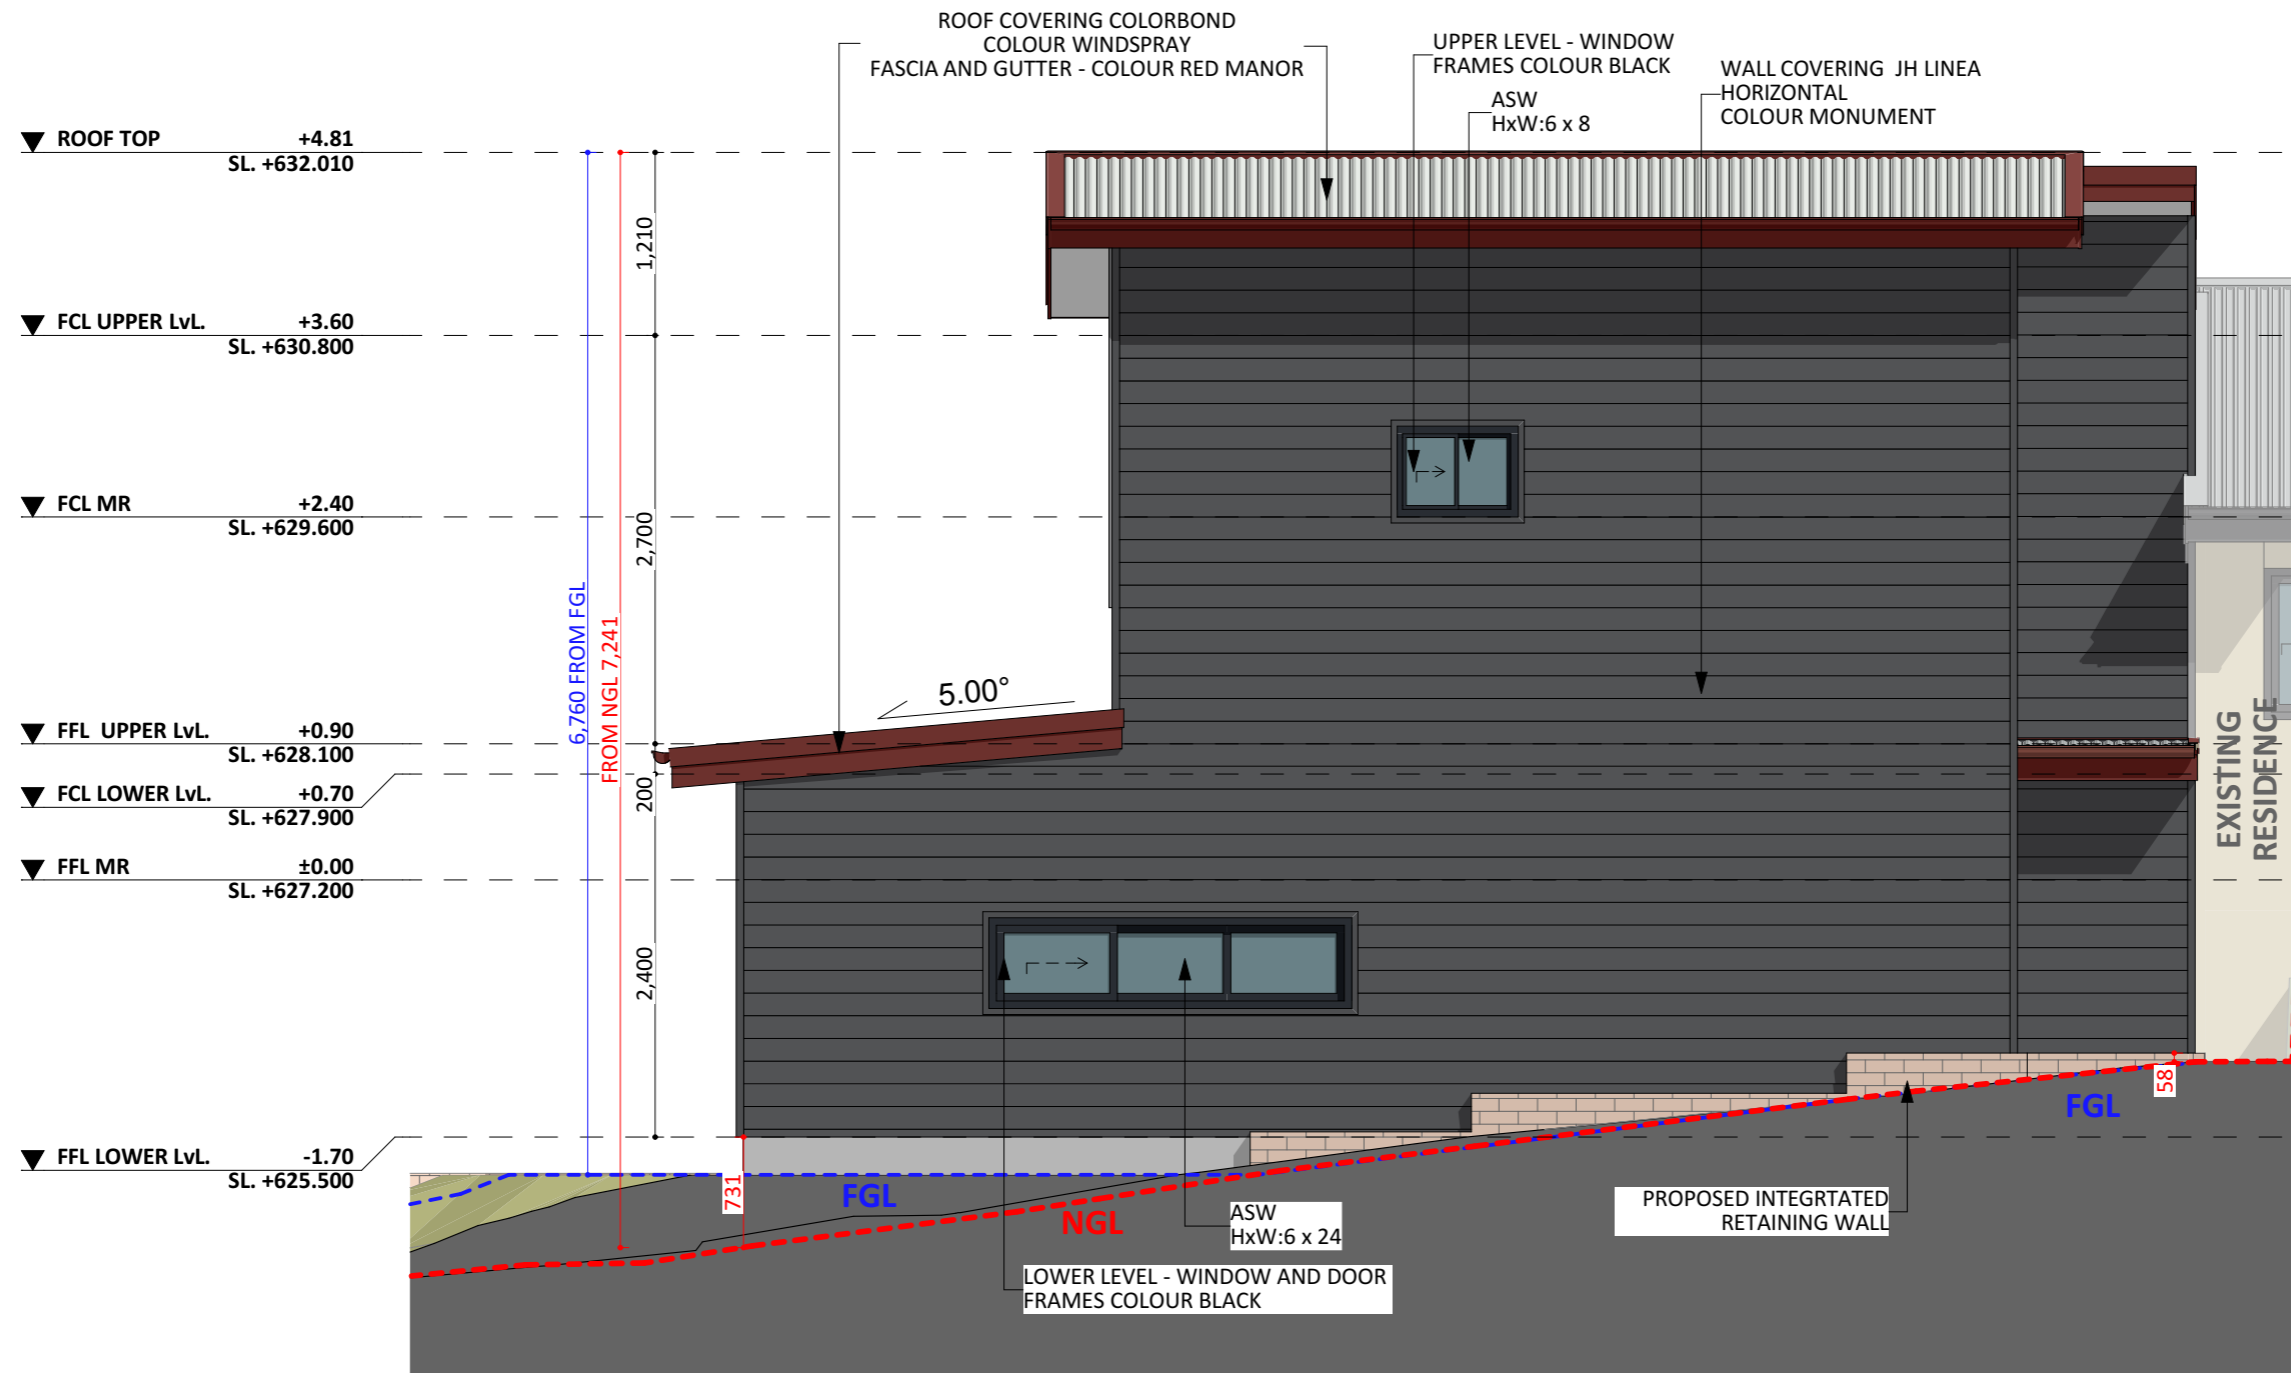 ROOF COVERING COLORBOND
COLOUR WINDSPRAY
FASCIA AND GUTTER - COLOUR RED MANOR
UPPER LEVEL - WINDOW
FRAMES COLOUR BLACK
ASW
HxW:6 x 8
WALL COVERING JH LINEA
HORIZONTAL
COLOUR MONUMENT
ROOF TOP +4.81
SL. +632.010
FCL UPPER LvL. +3.60
SL. +630.800
FCL MR +2.40
SL. +629.600
FFL UPPER LvL. +0.90
SL. +628.100
FCL LOWER LvL. +0.70
SL. +627.900
FFL MR ±0.00
SL. +627.200
FFL LOWER LvL. -1.70
SL. +625.500
6,760 FROM FGL
FROM NGL 7,241
1,210
2,700
200
2,400
5.00°
EXISTING
RESIDENCE
731
58
FGL
NGL
FGL
ASW
HxW:6 x 24
LOWER LEVEL - WINDOW AND DOOR
FRAMES COLOUR BLACK
PROPOSED INTEGRTATED
RETAINING WALL